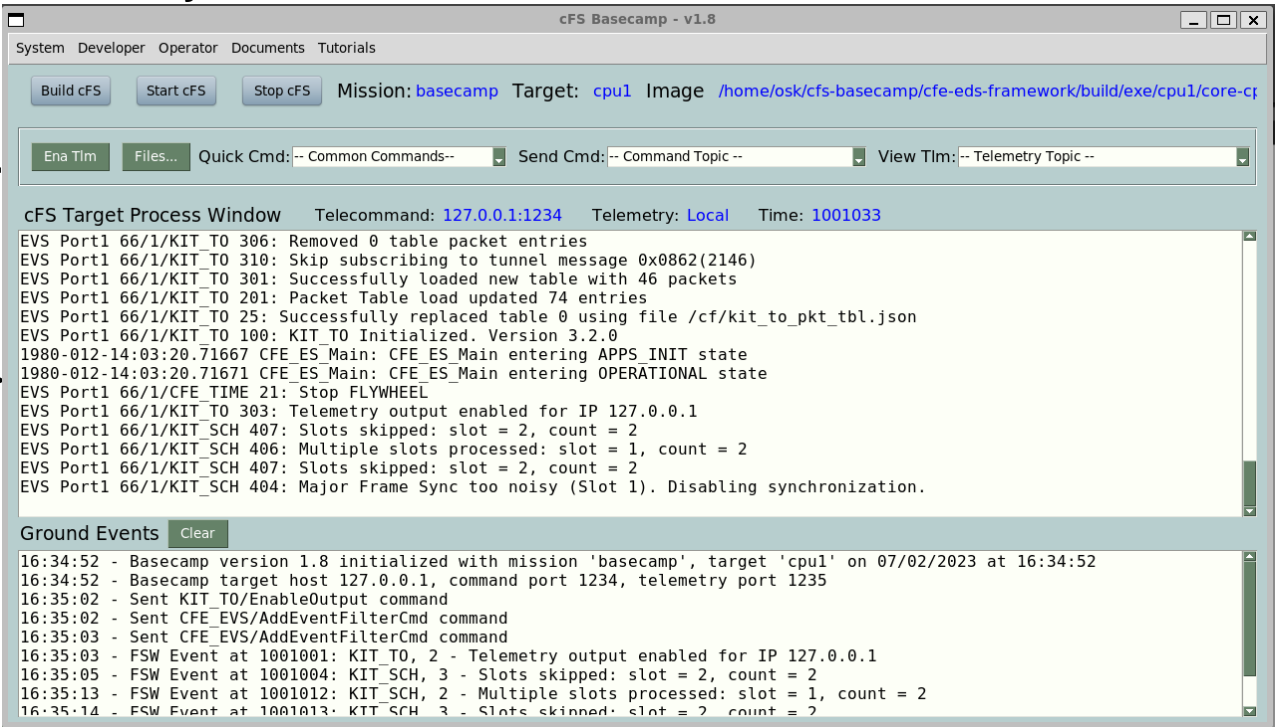 cFS Basecamp - v1.8
System Developer Operator Documents Tutorials
Build cFS Start cFS Stop cFS Mission: basecamp Target: cpu1 Image /home/osk/cfs-basecamp/cfe-eds-framework/build/exe/cpu1/core-cp
Ena Tlm Files... Quick Cmd: -- Common Commands-- Send Cmd: -- Command Topic -- View Tlm: -- Telemetry Topic --
cFS Target Process Window Telecommand: 127.0.0.1:1234 Telemetry: Local Time: 1001033
EVS Port1 66/1/KIT_TO 306: Removed 0 table packet entries
EVS Port1 66/1/KIT_TO 310: Skip subscribing to tunnel message 0x0862(2146)
EVS Port1 66/1/KIT_TO 301: Successfully loaded new table with 46 packets
EVS Port1 66/1/KIT_TO 201: Packet Table load updated 74 entries
EVS Port1 66/1/KIT_TO 25: Successfully replaced table 0 using file /cf/kit_to_pkt_tbl.json
EVS Port1 66/1/KIT_TO 100: KIT_TO Initialized. Version 3.2.0
1980-012-14:03:20.71667 CFE_ES_Main: CFE_ES_Main entering APPS_INIT state
1980-012-14:03:20.71671 CFE_ES_Main: CFE_ES_Main entering OPERATIONAL state
EVS Port1 66/1/CFE_TIME 21: Stop FLYWHEEL
EVS Port1 66/1/KIT_TO 303: Telemetry output enabled for IP 127.0.0.1
EVS Port1 66/1/KIT_SCH 407: Slots skipped: slot = 2, count = 2
EVS Port1 66/1/KIT_SCH 406: Multiple slots processed: slot = 1, count = 2
EVS Port1 66/1/KIT_SCH 407: Slots skipped: slot = 2, count = 2
EVS Port1 66/1/KIT_SCH 404: Major Frame Sync too noisy (Slot 1). Disabling synchronization.
Ground Events Clear
16:34:52 - Basecamp version 1.8 initialized with mission 'basecamp', target 'cpu1' on 07/02/2023 at 16:34:52
16:34:52 - Basecamp target host 127.0.0.1, command port 1234, telemetry port 1235
16:35:02 - Sent KIT_TO/EnableOutput command
16:35:02 - Sent CFE_EVS/AddEventFilterCmd command
16:35:03 - Sent CFE_EVS/AddEventFilterCmd command
16:35:03 - FSW Event at 1001001: KIT_TO, 2 - Telemetry output enabled for IP 127.0.0.1
16:35:05 - FSW Event at 1001004: KIT_SCH, 3 - Slots skipped: slot = 2, count = 2
16:35:13 - FSW Event at 1001012: KIT_SCH, 2 - Multiple slots processed: slot = 1, count = 2
16:35:14 - FSW Event at 1001013: KIT_SCH, 3 - Slots skipped: slot = 2, count = 2